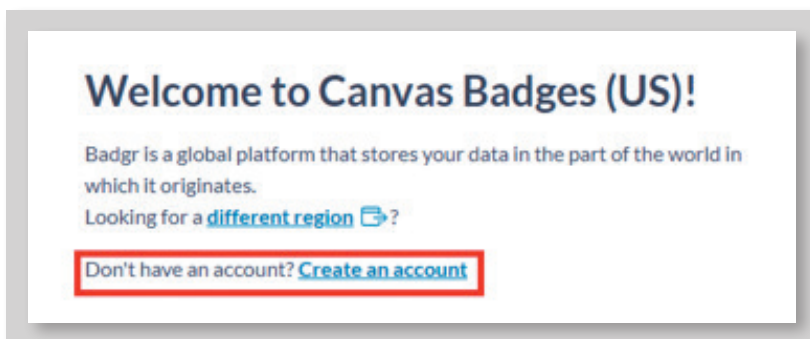 Welcome to Canvas Badges (US)!
Badgr is a global platform that stores your data in the part of the world in
which it originates.
Looking for a different region ?
Don't have an account? Create an account